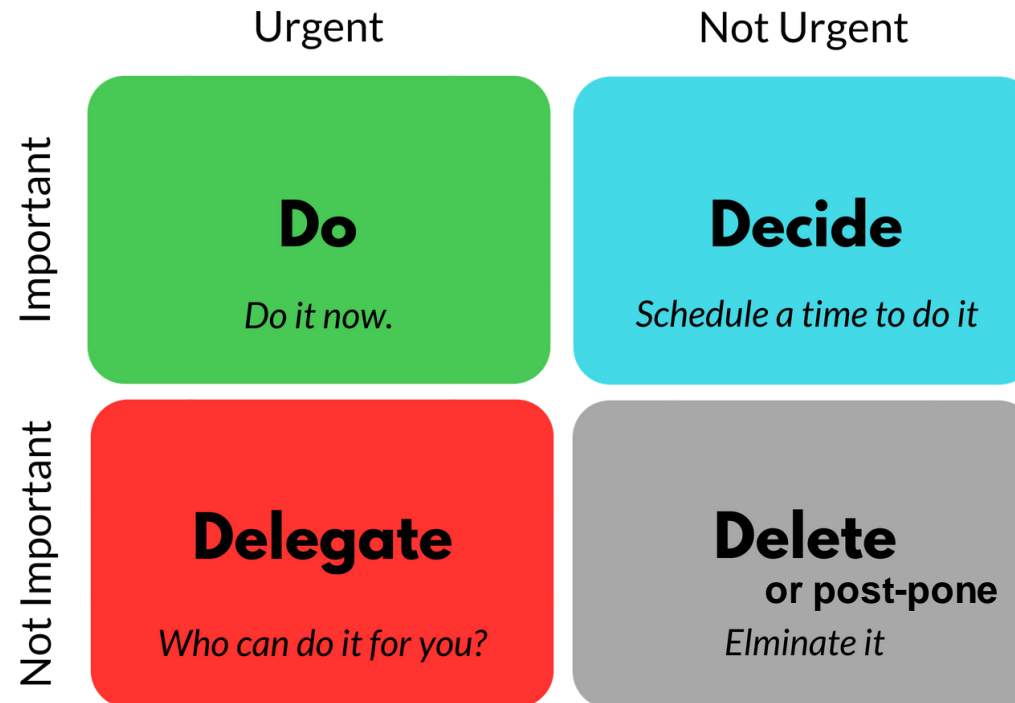 Urgent
Not Urgent
Important
Do
Do it now.
Decide
Schedule a time to do it
Not Important
Delegate
Who can do it for you?
Delete
or post-pone
Elminate it